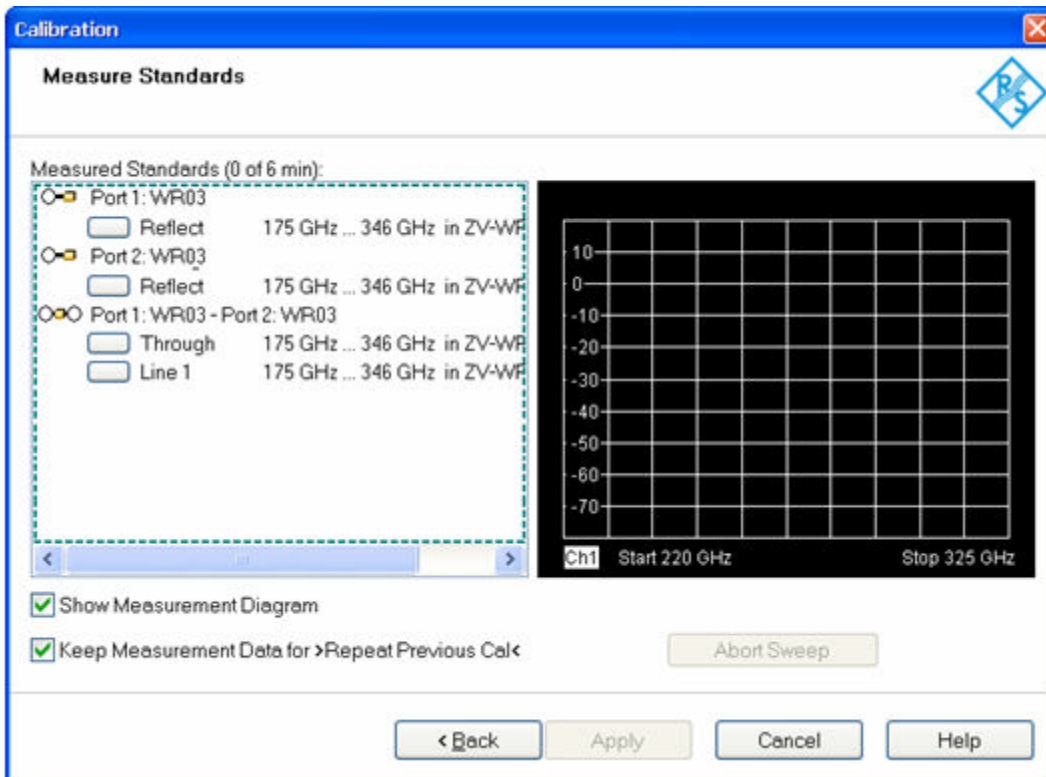 Calibration
Measure Standards
R S
Measured Standards (0 of 6 min):
Port 1: WR03
Reflect 175 GHz ... 346 GHz in ZV-WR
Port 2: WR03
Reflect 175 GHz ... 346 GHz in ZV-WR
Port 1: WR03 - Port 2: WR03
Through 175 GHz ... 346 GHz in ZV-WR
Line 1 175 GHz ... 346 GHz in ZV-WR
10
0
-10
-20
-30
-40
-50
-60
-70
Ch1 Start 220 GHz Stop 325 GHz
Show Measurement Diagram
Keep Measurement Data for >Repeat Previous Cal<
Abort Sweep
< Back Apply Cancel Help